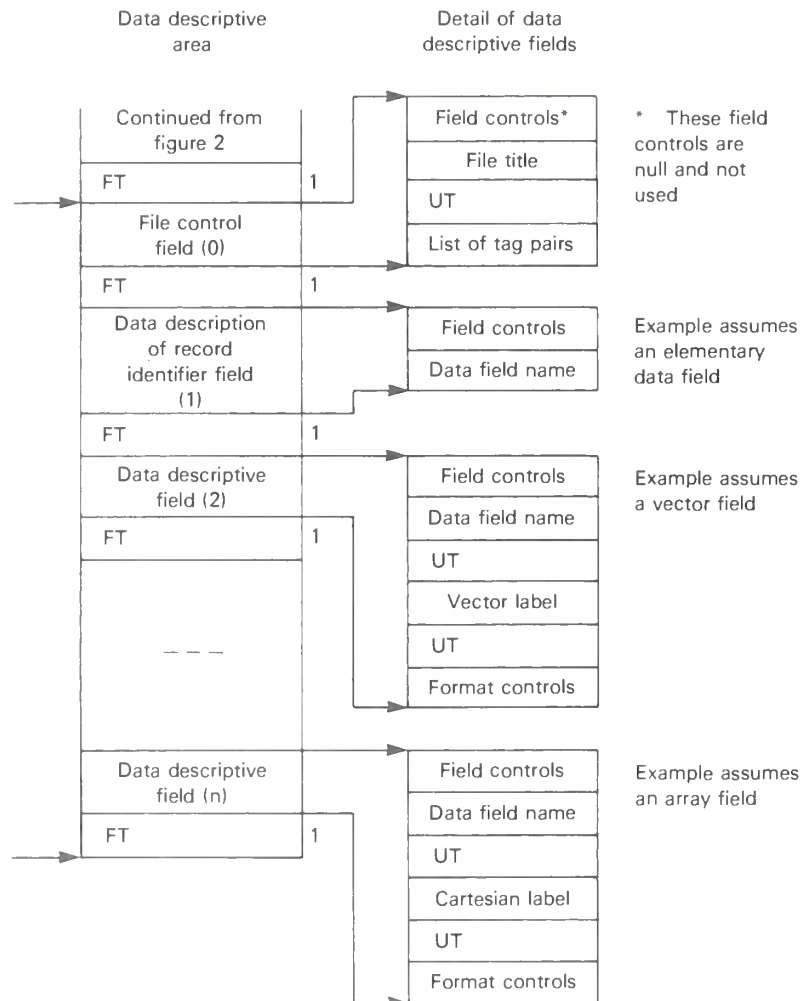 Data descriptive
area
Detail of data
descriptive fields
Continued from
figure 2
FT
1
File control
field (0)
FT
1
Data description
of record
identifier field
(1)
FT
1
Data descriptive
field (2)
FT
1
– – –
Data descriptive
field (n)
FT
1
Field controls*
File title
UT
List of tag pairs
* These field
controls are
null and not
used
Field controls
Data field name
Example assumes
an elementary
data field
Field controls
Data field name
UT
Vector label
UT
Format controls
Example assumes
a vector field
Field controls
Data field name
UT
Cartesian label
UT
Format controls
Example assumes
an array field